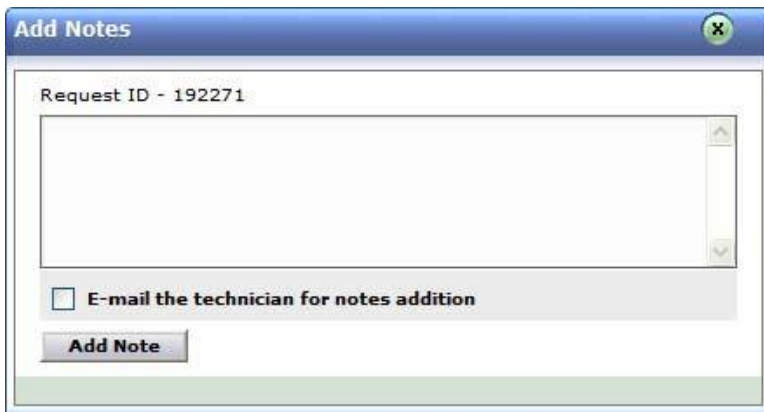 Add Notes
Request ID - 192271
E-mail the technician for notes addition
Add Note